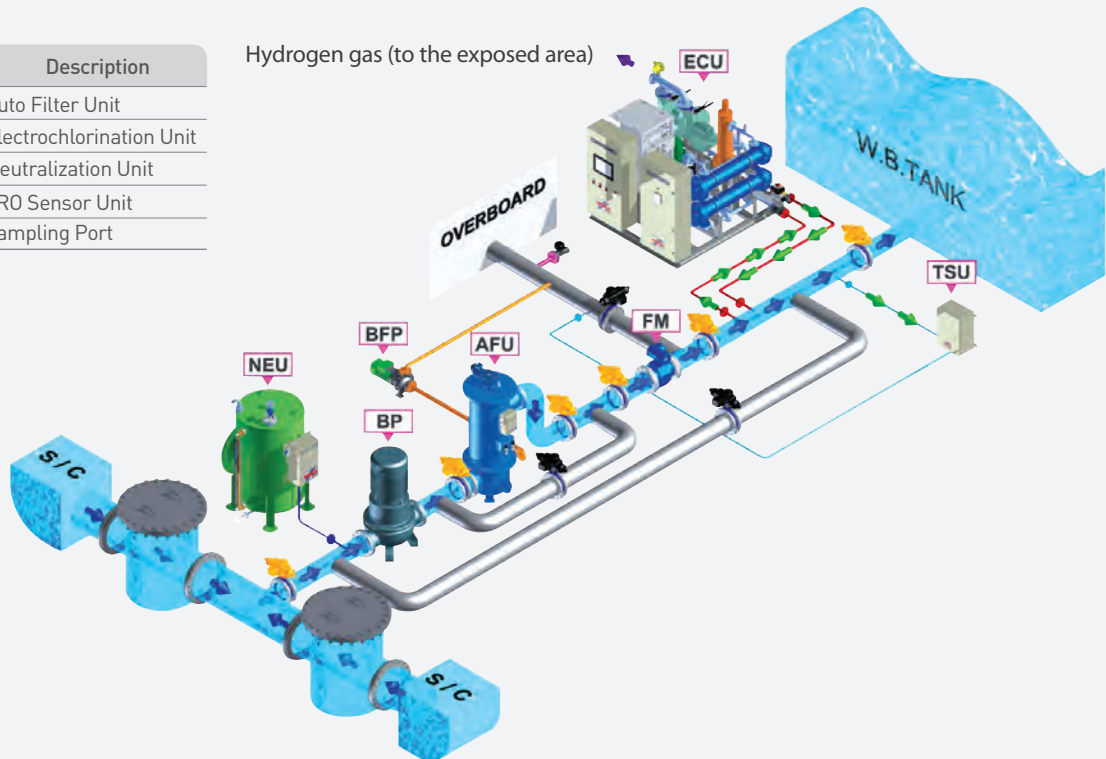 Description
uto Filter Unit
lectrochlorination Unit
eutralization Unit
RO Sensor Unit
ampling Port
Hydrogen gas (to the exposed area)
ECU
W.B.TANK
OVERBOARD
TSU
FM
BFP
AFU
NEU
BP
S/C
S/C